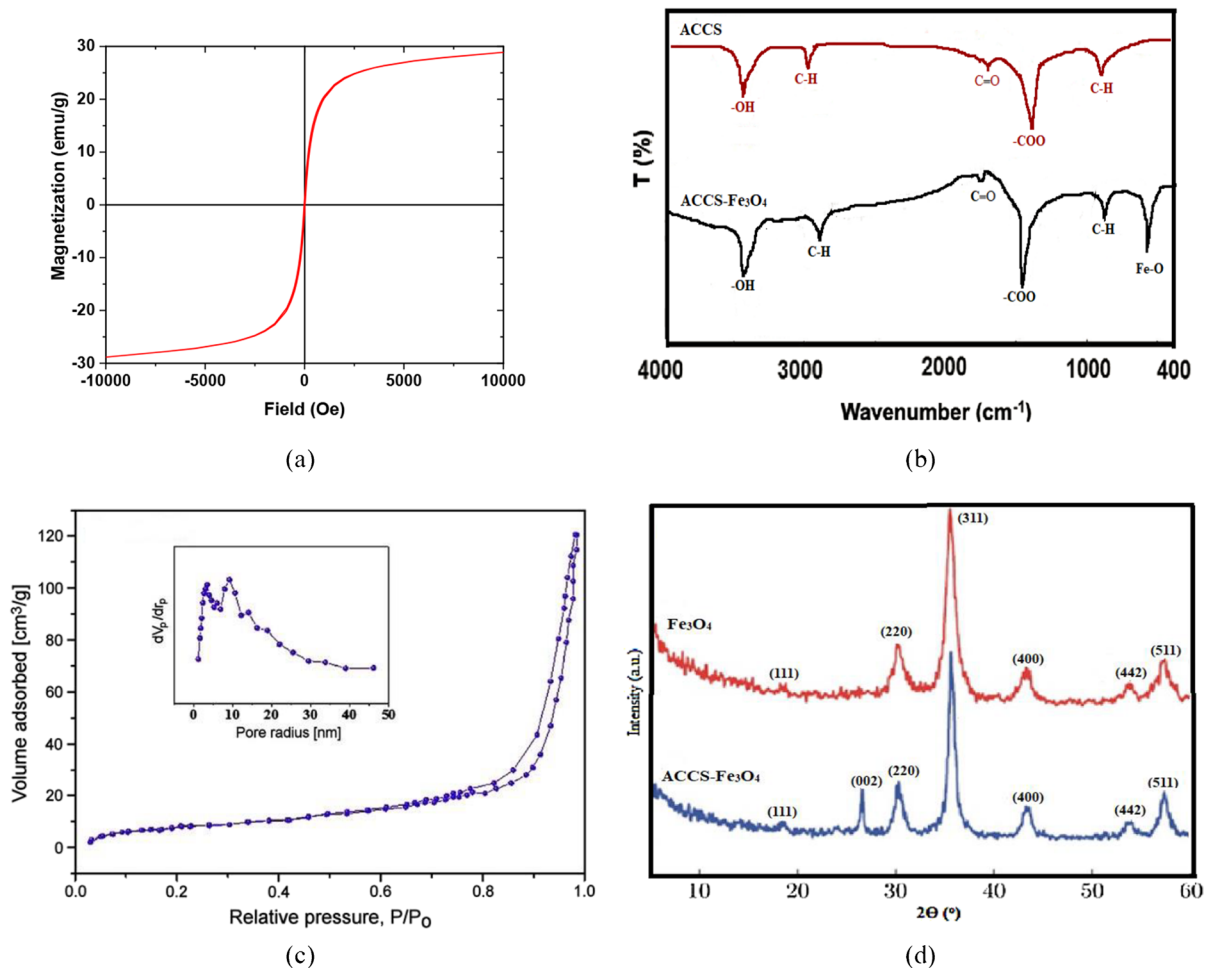 30
20
10
0
-10
-20
-30
-10000 -5000 0 5000 10000
Magnetization (emu/g)
Field (Oe)
(a)
ACCS
-OH
C-H
C=O
-COO
C-H
ACCS-Fe₃O₄
-OH
C-H
C=O
-COO
C-H
Fe-O
T (%)
4000 3000 2000 1000 400
Wavenumber (cm⁻¹)
(b)
120
100
80
60
40
20
0
0.0 0.2 0.4 0.6 0.8 1.0
Volume adsorbed [cm³/g]
Relative pressure, P/P₀
dVₚ/drₚ
0 10 20 30 40 50
Pore radius [nm]
(c)
Fe₃O₄
(111)
(220)
(311)
(400)
(442)
(511)
ACCS-Fe₃O₄
(111)
(002)
(220)
(400)
(442)
(511)
Intensity (a.u.)
10 20 30 40 50 60
2Θ (°)
(d)